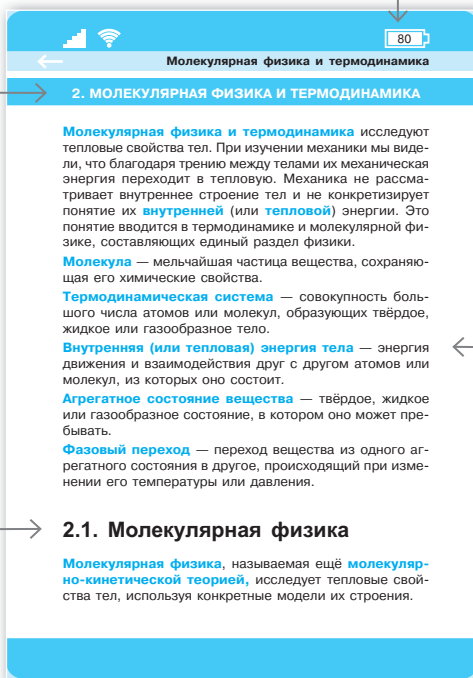 80
Молекулярная физика и термодинамика
2. МОЛЕКУЛЯРНАЯ ФИЗИКА И ТЕРМОДИНАМИКА
Молекулярная физика и термодинамика исследуют
тепловые свойства тел. При изучении механики мы виде-
ли, что благодаря трению между телами их механическая
энергия переходит в тепловую. Механика не рассма-
тривает внутреннее строение тел и не конкретизирует
понятие их внутренней (или тепловой) энергии. Это
понятие вводится в термодинамике и молекулярной фи-
зике, составляющих единый раздел физики.
Молекула — мельчайшая частица вещества, сохраняю-
щая его химические свойства.
Термодинамическая система — совокупность боль-
шого числа атомов или молекул, образующих твёрдое,
жидкое или газообразное тело.
Внутренняя (или тепловая) энергия тела — энергия
движения и взаимодействия друг с другом атомов или
молекул, из которых оно состоит.
Агрегатное состояние вещества — твёрдое, жидкое
или газообразное состояние, в котором оно может пре-
бывать.
Фазовый переход — переход вещества из одного аг-
регатного состояния в другое, происходящий при изме-
нении его температуры или давления.
2.1. Молекулярная физика
Молекулярная физика, называемая ещё молекуляр-
но-кинетической теорией, исследует тепловые свой-
ства тел, используя конкретные модели их строения.